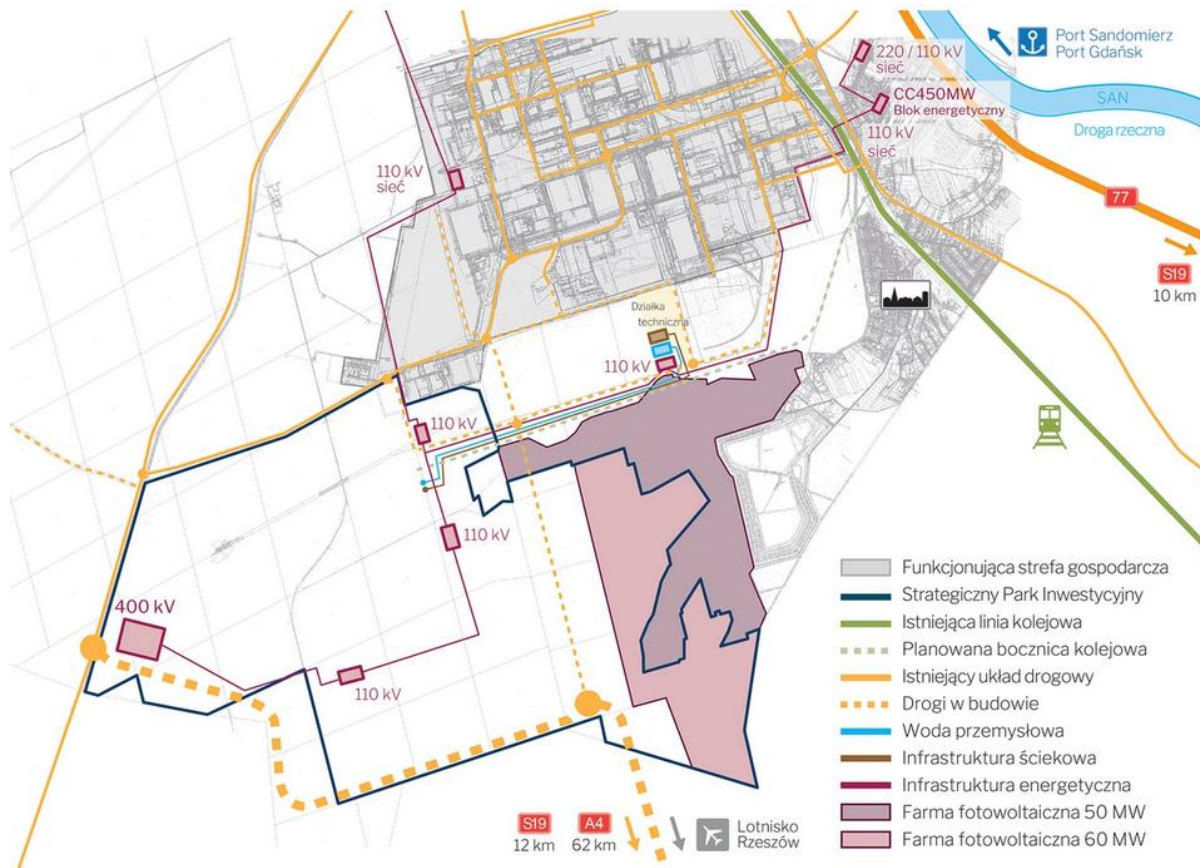 Port Sandomierz
Port Gdańsk
220 / 110 kV
sieć
CC450MW
Blok energetyczny
SAN
110 kV
sieć
Droga rzeczna
110 kV
sieć
77
S19
10 km
Działka
techniczna
110 kV
110 kV
110 kV
400 kV
110 kV
Funkcjonująca strefa gospodarcza
Strategiczny Park Inwestycyjny
Istniejąca linia kolejowa
Planowana bocznica kolejowa
Istniejący układ drogowy
Drogi w budowie
Woda przemysłowa
Infrastruktura ściekowa
Infrastruktura energetyczna
Farma fotowoltaiczna 50 MW
Farma fotowoltaiczna 60 MW
S19
12 km
A4
62 km
Lotnisko
Rzeszów